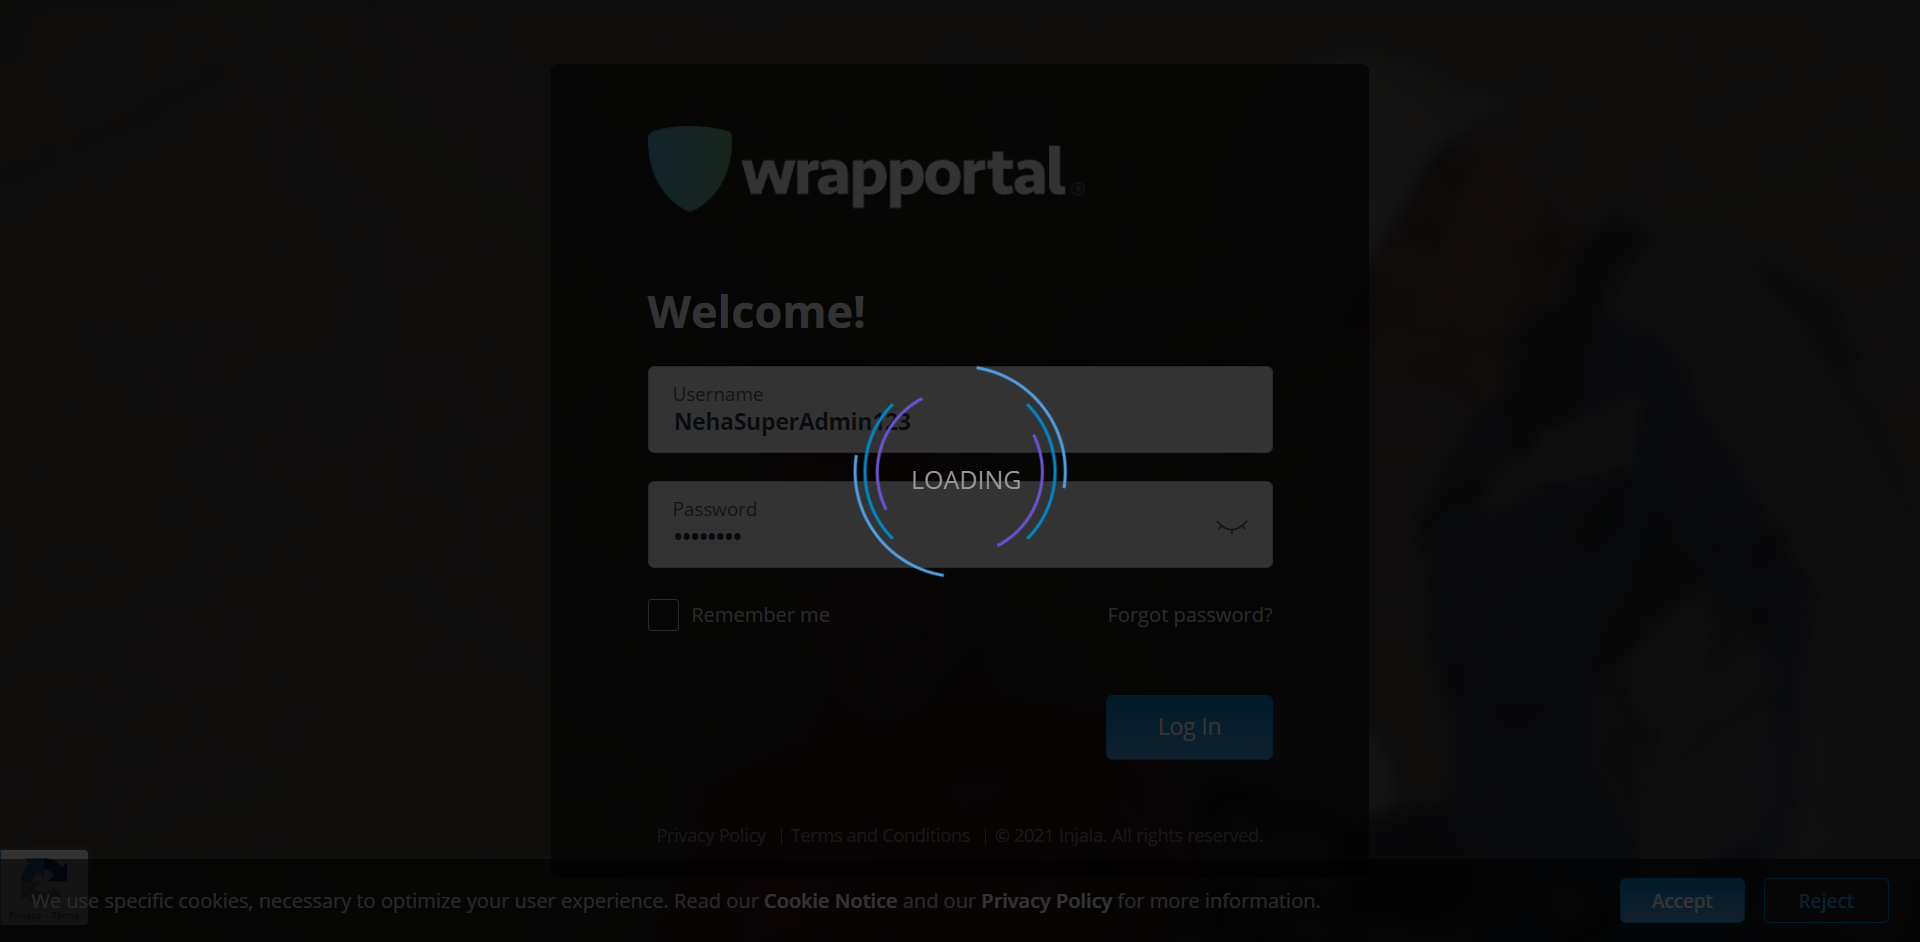 wrapportal®
Welcome!
Username
NehaSuperAdmin123
LOADING
Password
••••••••
Remember me
Forgot password?
Log In
Privacy Policy | Terms and Conditions | © 2021 Injala. All rights reserved.
We use specific cookies, necessary to optimize your user experience. Read our Cookie Notice and our Privacy Policy for more information.
Accept
Reject
Privacy - Terms